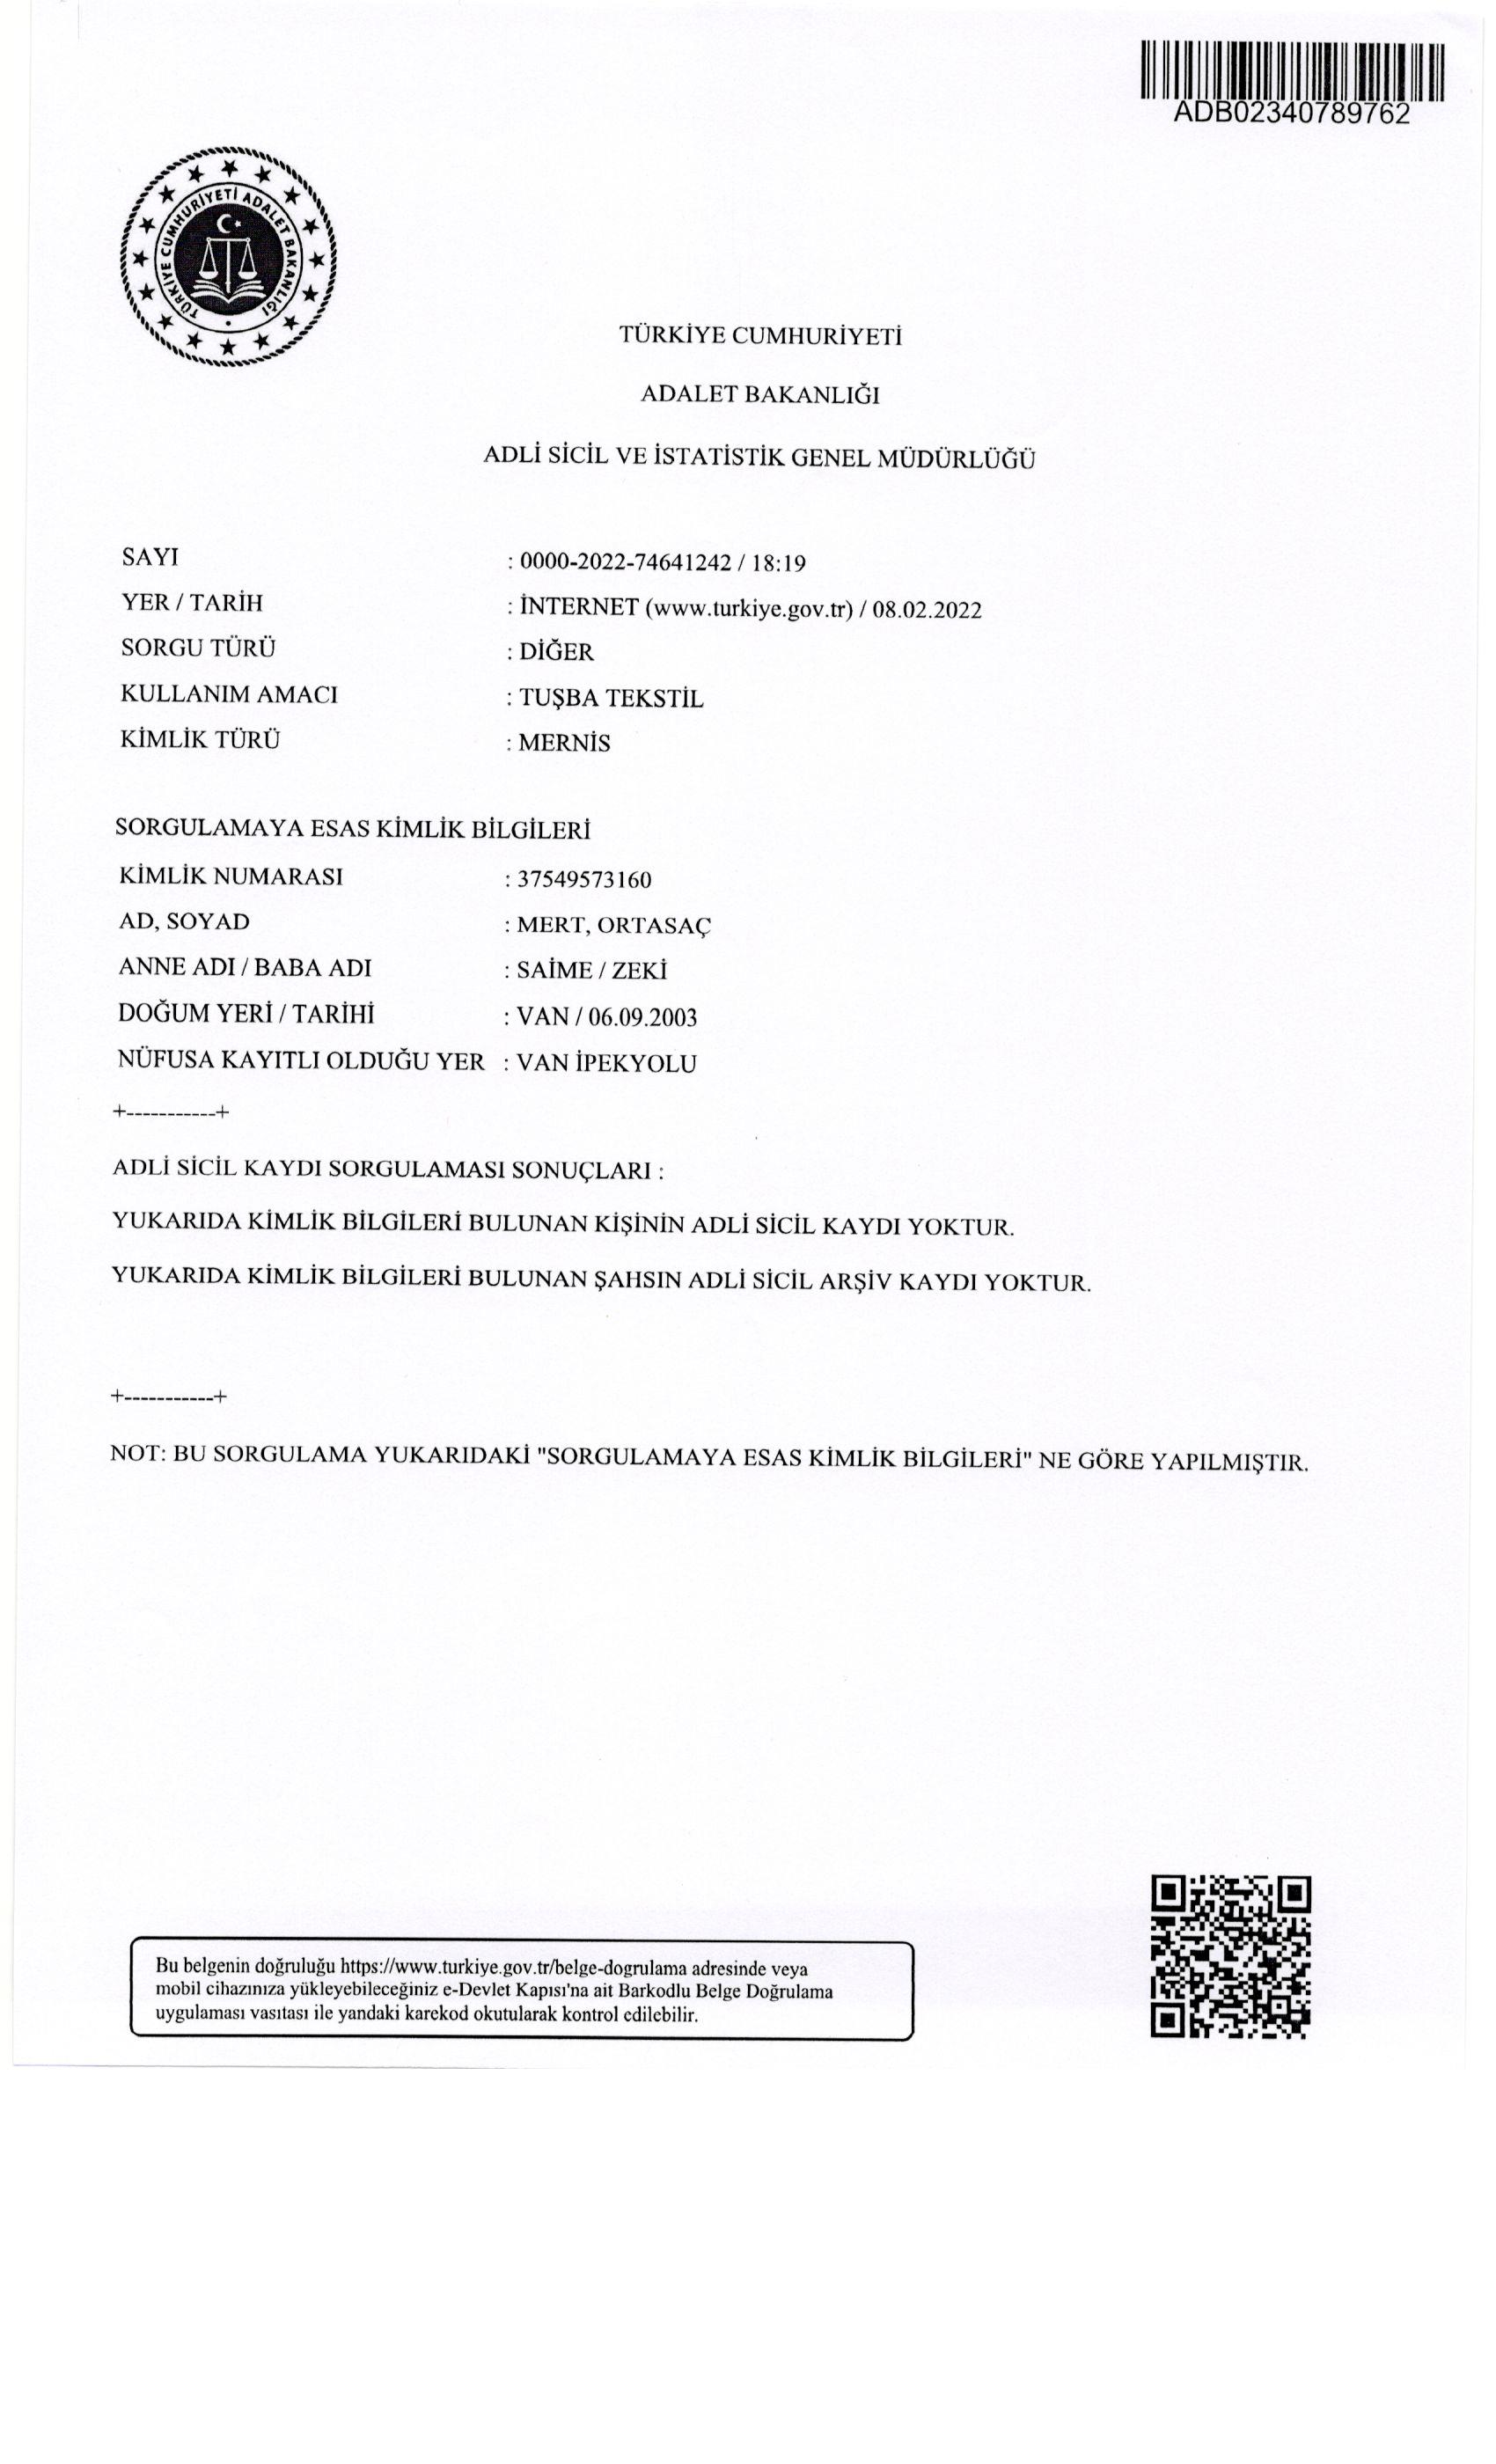 ADB02340789762
TÜRKİYE CUMHURİYETİ ADALET BAKANLIĞI
TÜRKİYE CUMHURİYETİ
ADALET BAKANLIĞI
ADLİ SİCİL VE İSTATİSTİK GENEL MÜDÜRLÜĞÜ
SAYI : 0000-2022-74641242 / 18:19
YER / TARİH : İNTERNET (www.turkiye.gov.tr) / 08.02.2022
SORGU TÜRÜ : DİĞER
KULLANIM AMACI : TUŞBA TEKSTİL
KİMLİK TÜRÜ : MERNİS
SORGULAMAYA ESAS KİMLİK BİLGİLERİ
KİMLİK NUMARASI : 37549573160
AD, SOYAD : MERT, ORTASAÇ
ANNE ADI / BABA ADI : SAİME / ZEKİ
DOĞUM YERİ / TARİHİ : VAN / 06.09.2003
NÜFUSA KAYITLI OLDUĞU YER : VAN İPEKYOLU
+-----------+
ADLİ SİCİL KAYDI SORGULAMASI SONUÇLARI :
YUKARIDA KİMLİK BİLGİLERİ BULUNAN KİŞİNİN ADLİ SİCİL KAYDI YOKTUR.
YUKARIDA KİMLİK BİLGİLERİ BULUNAN ŞAHSIN ADLİ SİCİL ARŞİV KAYDI YOKTUR.
+-----------+
NOT: BU SORGULAMA YUKARIDAKİ "SORGULAMAYA ESAS KİMLİK BİLGİLERİ" NE GÖRE YAPILMIŞTIR.
Bu belgenin doğruluğu https://www.turkiye.gov.tr/belge-dogrulama adresinde veya
mobil cihazınıza yükleyebileceğiniz e-Devlet Kapısı'na ait Barkodlu Belge Doğrulama
uygulaması vasıtası ile yandaki karekod okutularak kontrol edilebilir.